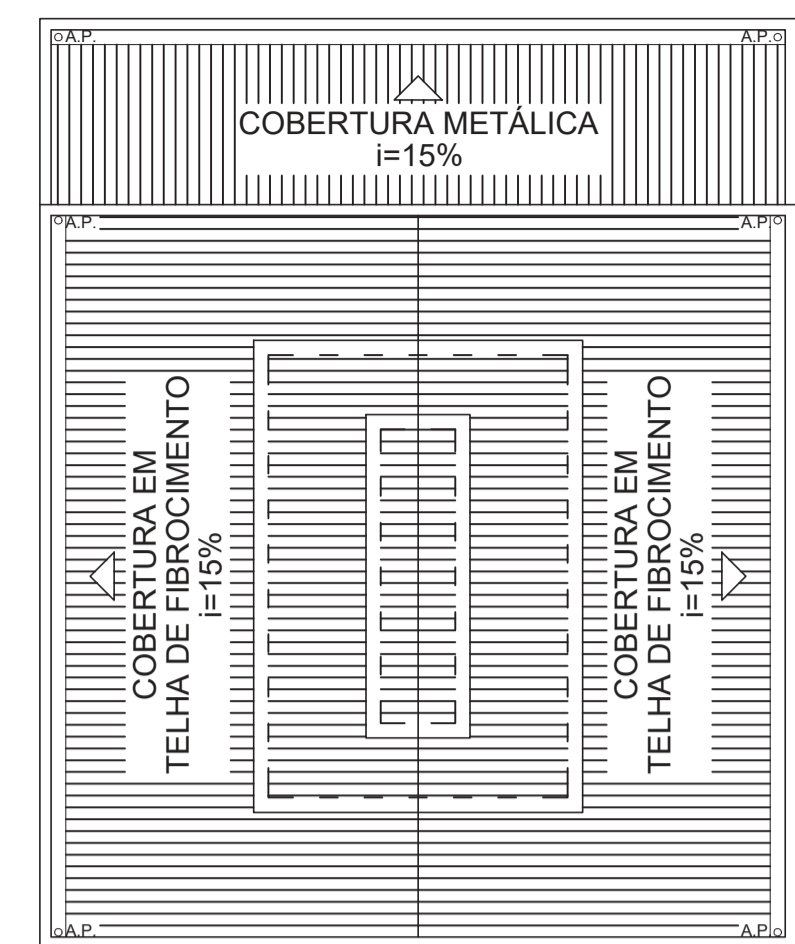 A.P.
A.P.
COBERTURA METÁLICA
i=15%
A.P.
A.P.
COBERTURA EM
TELHA DE FIBROCIMENTO
i=15%
COBERTURA EM
TELHA DE FIBROCIMENTO
i=15%
A.P.
A.P.